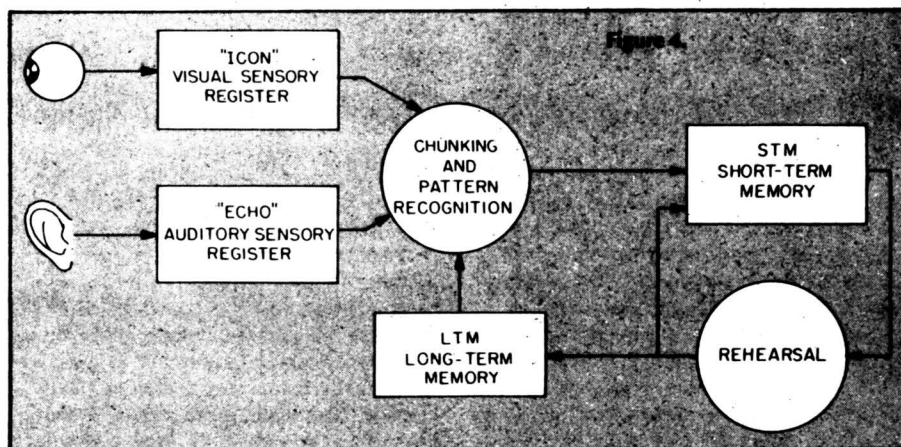 Figure 4.
"ICON"
VISUAL SENSORY
REGISTER
CHUNKING
AND
PATTERN
RECOGNITION
STM
SHORT-TERM
MEMORY
"ECHO"
AUDITORY SENSORY
REGISTER
LTM
LONG-TERM
MEMORY
REHEARSAL